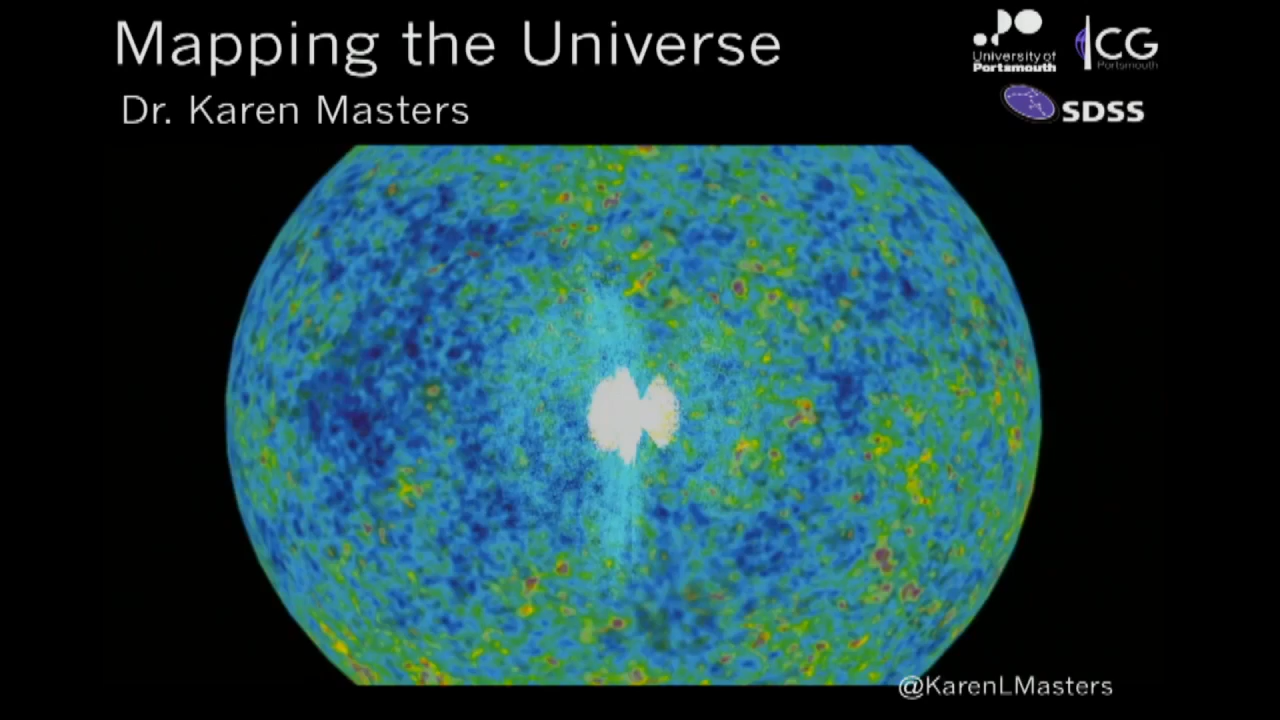 Mapping the Universe
Dr. Karen Masters
University of
Portsmouth
ICG
Portsmouth
SDSS
@KarenLMasters